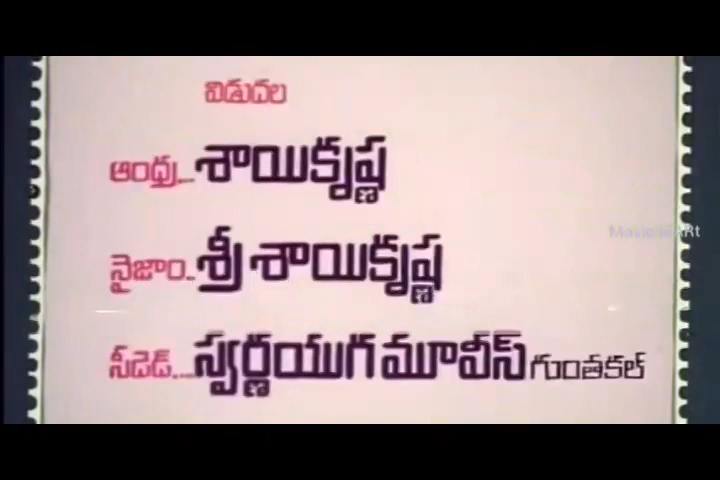 విడుదల
ఆంధ్ర... శాయికృష్ణ
నైజాం.. శ్రీ శాయికృష్ణ
సీడెడ్.... స్వర్ణయుగ మూవీస్ గుంతకల్